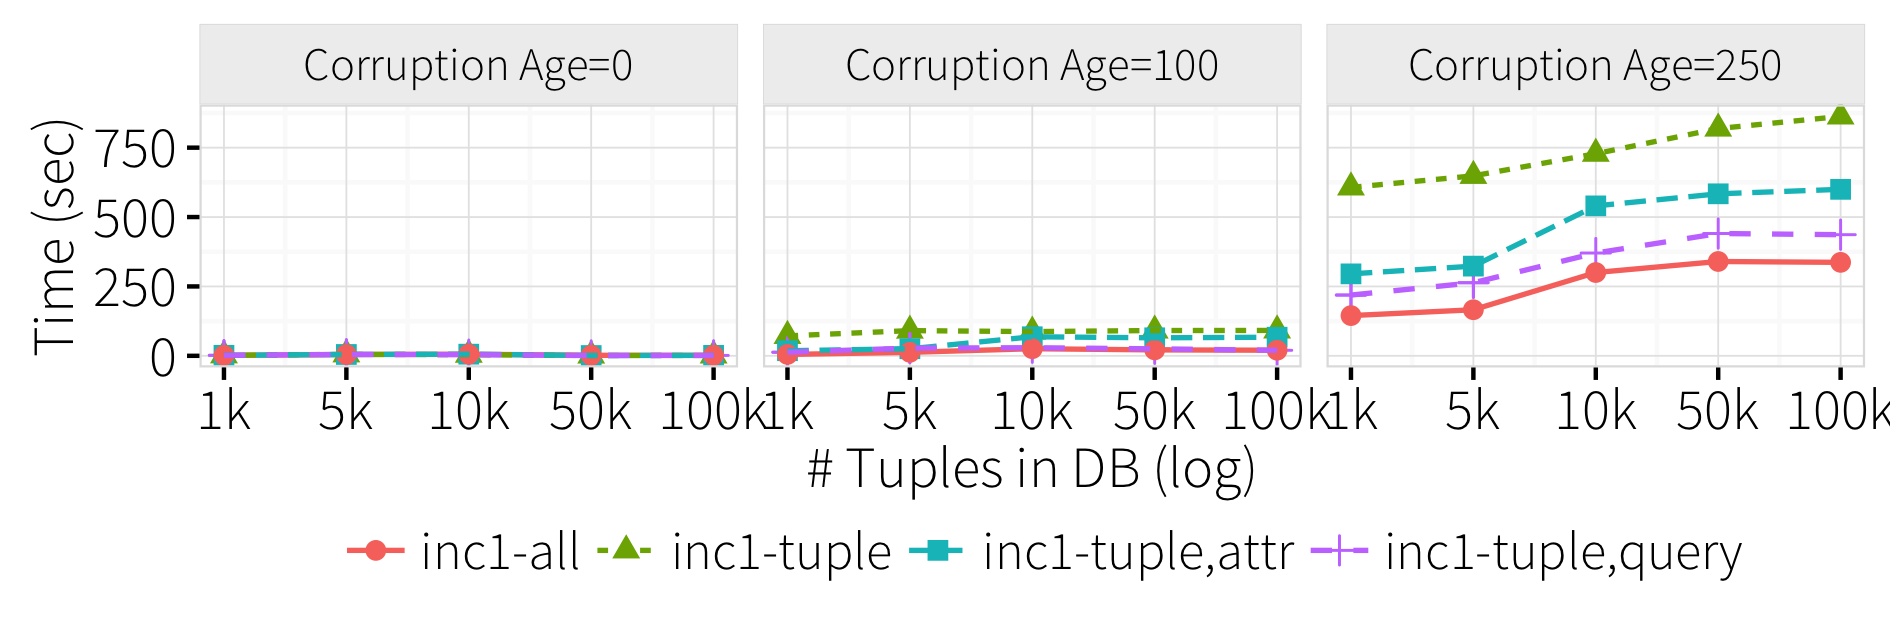 Corruption Age=0 Corruption Age=100 Corruption Age=250
Time (sec)
750
500
250
0
1k 5k 10k 50k 100k 1k 5k 10k 50k 100k 1k 5k 10k 50k 100k
# Tuples in DB (log)
inc1-all inc1-tuple inc1-tuple,attr inc1-tuple,query